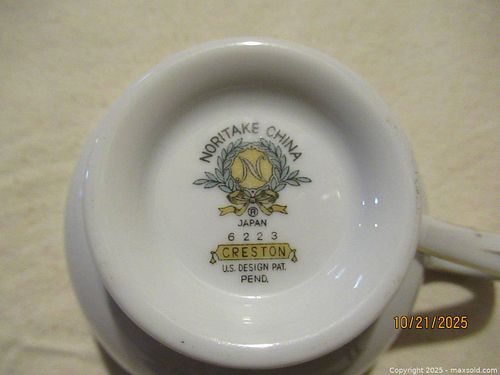 NORITAKE CHINA
N
®
JAPAN
6223
CRESTON
U.S. DESIGN PAT.
PEND.
10/21/2025
Copyright 2025 - maxsold.com